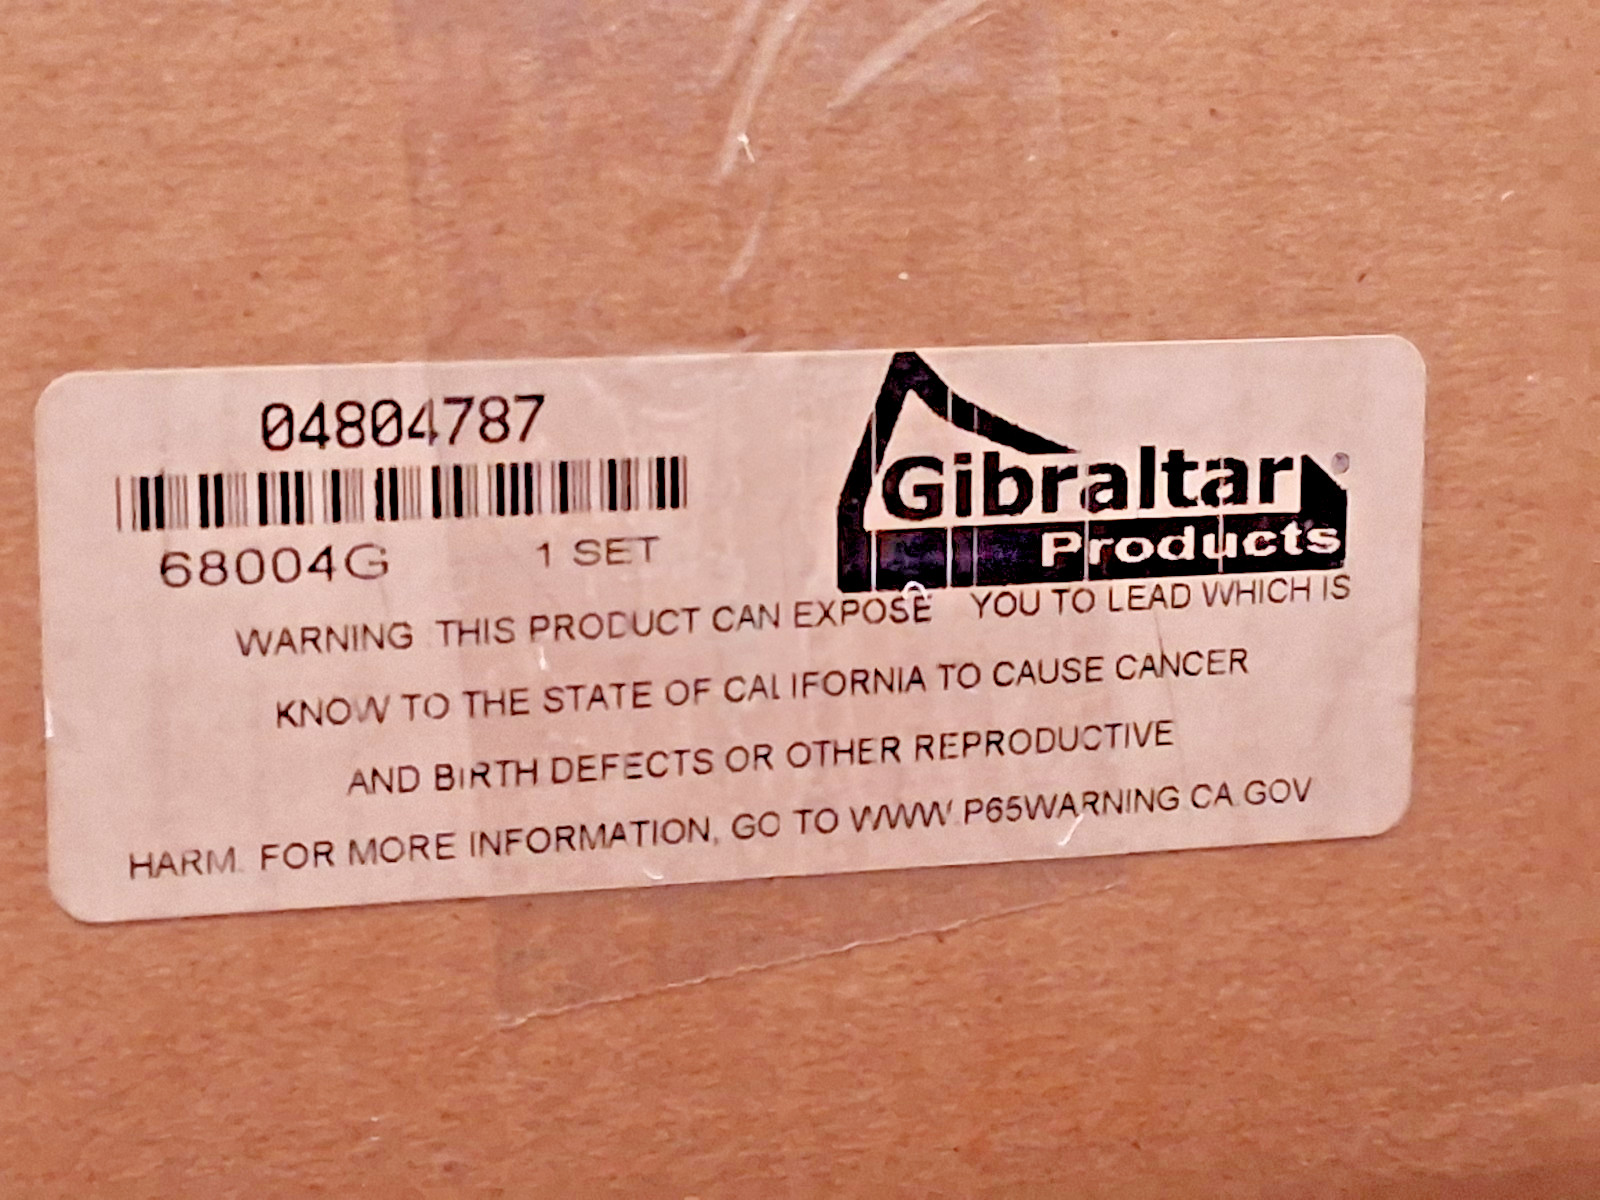 04804787
68004G 1 SET
Gibraltar®
Products
WARNING THIS PRODUCT CAN EXPOSE YOU TO LEAD WHICH IS
KNOW TO THE STATE OF CALIFORNIA TO CAUSE CANCER
AND BIRTH DEFECTS OR OTHER REPRODUCTIVE
HARM. FOR MORE INFORMATION, GO TO WWW.P65WARNING.CA.GOV